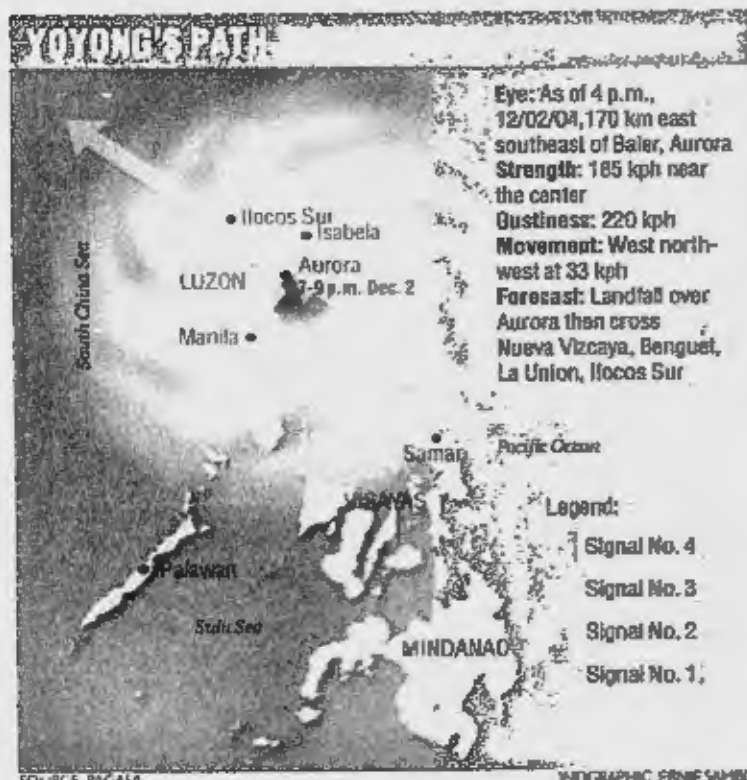 YOYONG'S PATH
Eye: As of 4 p.m.,
12/02/04, 170 km east
southeast of Baler, Aurora
Strength: 185 kph near
the center
Gustiness: 220 kph
Movement: West north-
west at 33 kph
Forecast: Landfall over
Aurora then cross
Nueva Vizcaya, Benguet,
La Union, Ilocos Sur
Ilocos Sur
Isabela
Aurora
7-9 p.m. Dec. 2
LUZON
Manila
South China Sea
Samar
Pacific Ocean
VISAYAS
Palawan
Sulu Sea
MINDANAO
Legend:
Signal No. 4
Signal No. 3
Signal No. 2
Signal No. 1
SOURCE: PAGASA
INFOGRAPHIC: